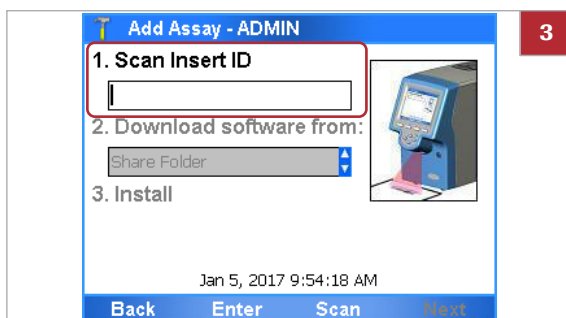 Add Assay - ADMIN
3
1. Scan Insert ID
2. Download software from:
Share Folder
3. Install
Jan 5, 2017 9:54:18 AM
Back Enter Scan Next